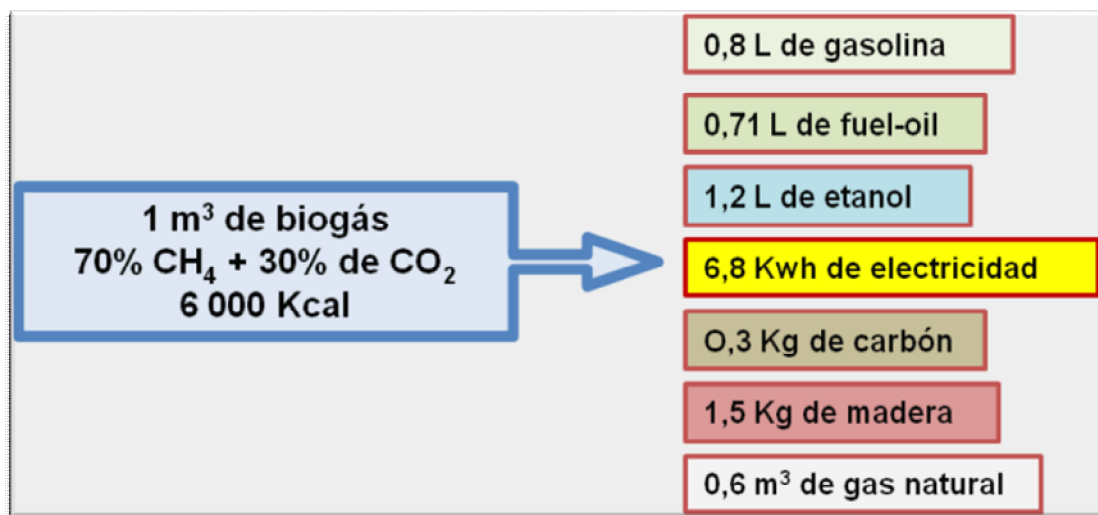 0,8 L de gasolina
0,71 L de fuel-oil
1,2 L de etanol
1 m³ de biogás
70% CH₄ + 30% de CO₂
6 000 Kcal
6,8 Kwh de electricidad
O,3 Kg de carbón
1,5 Kg de madera
0,6 m³ de gas natural